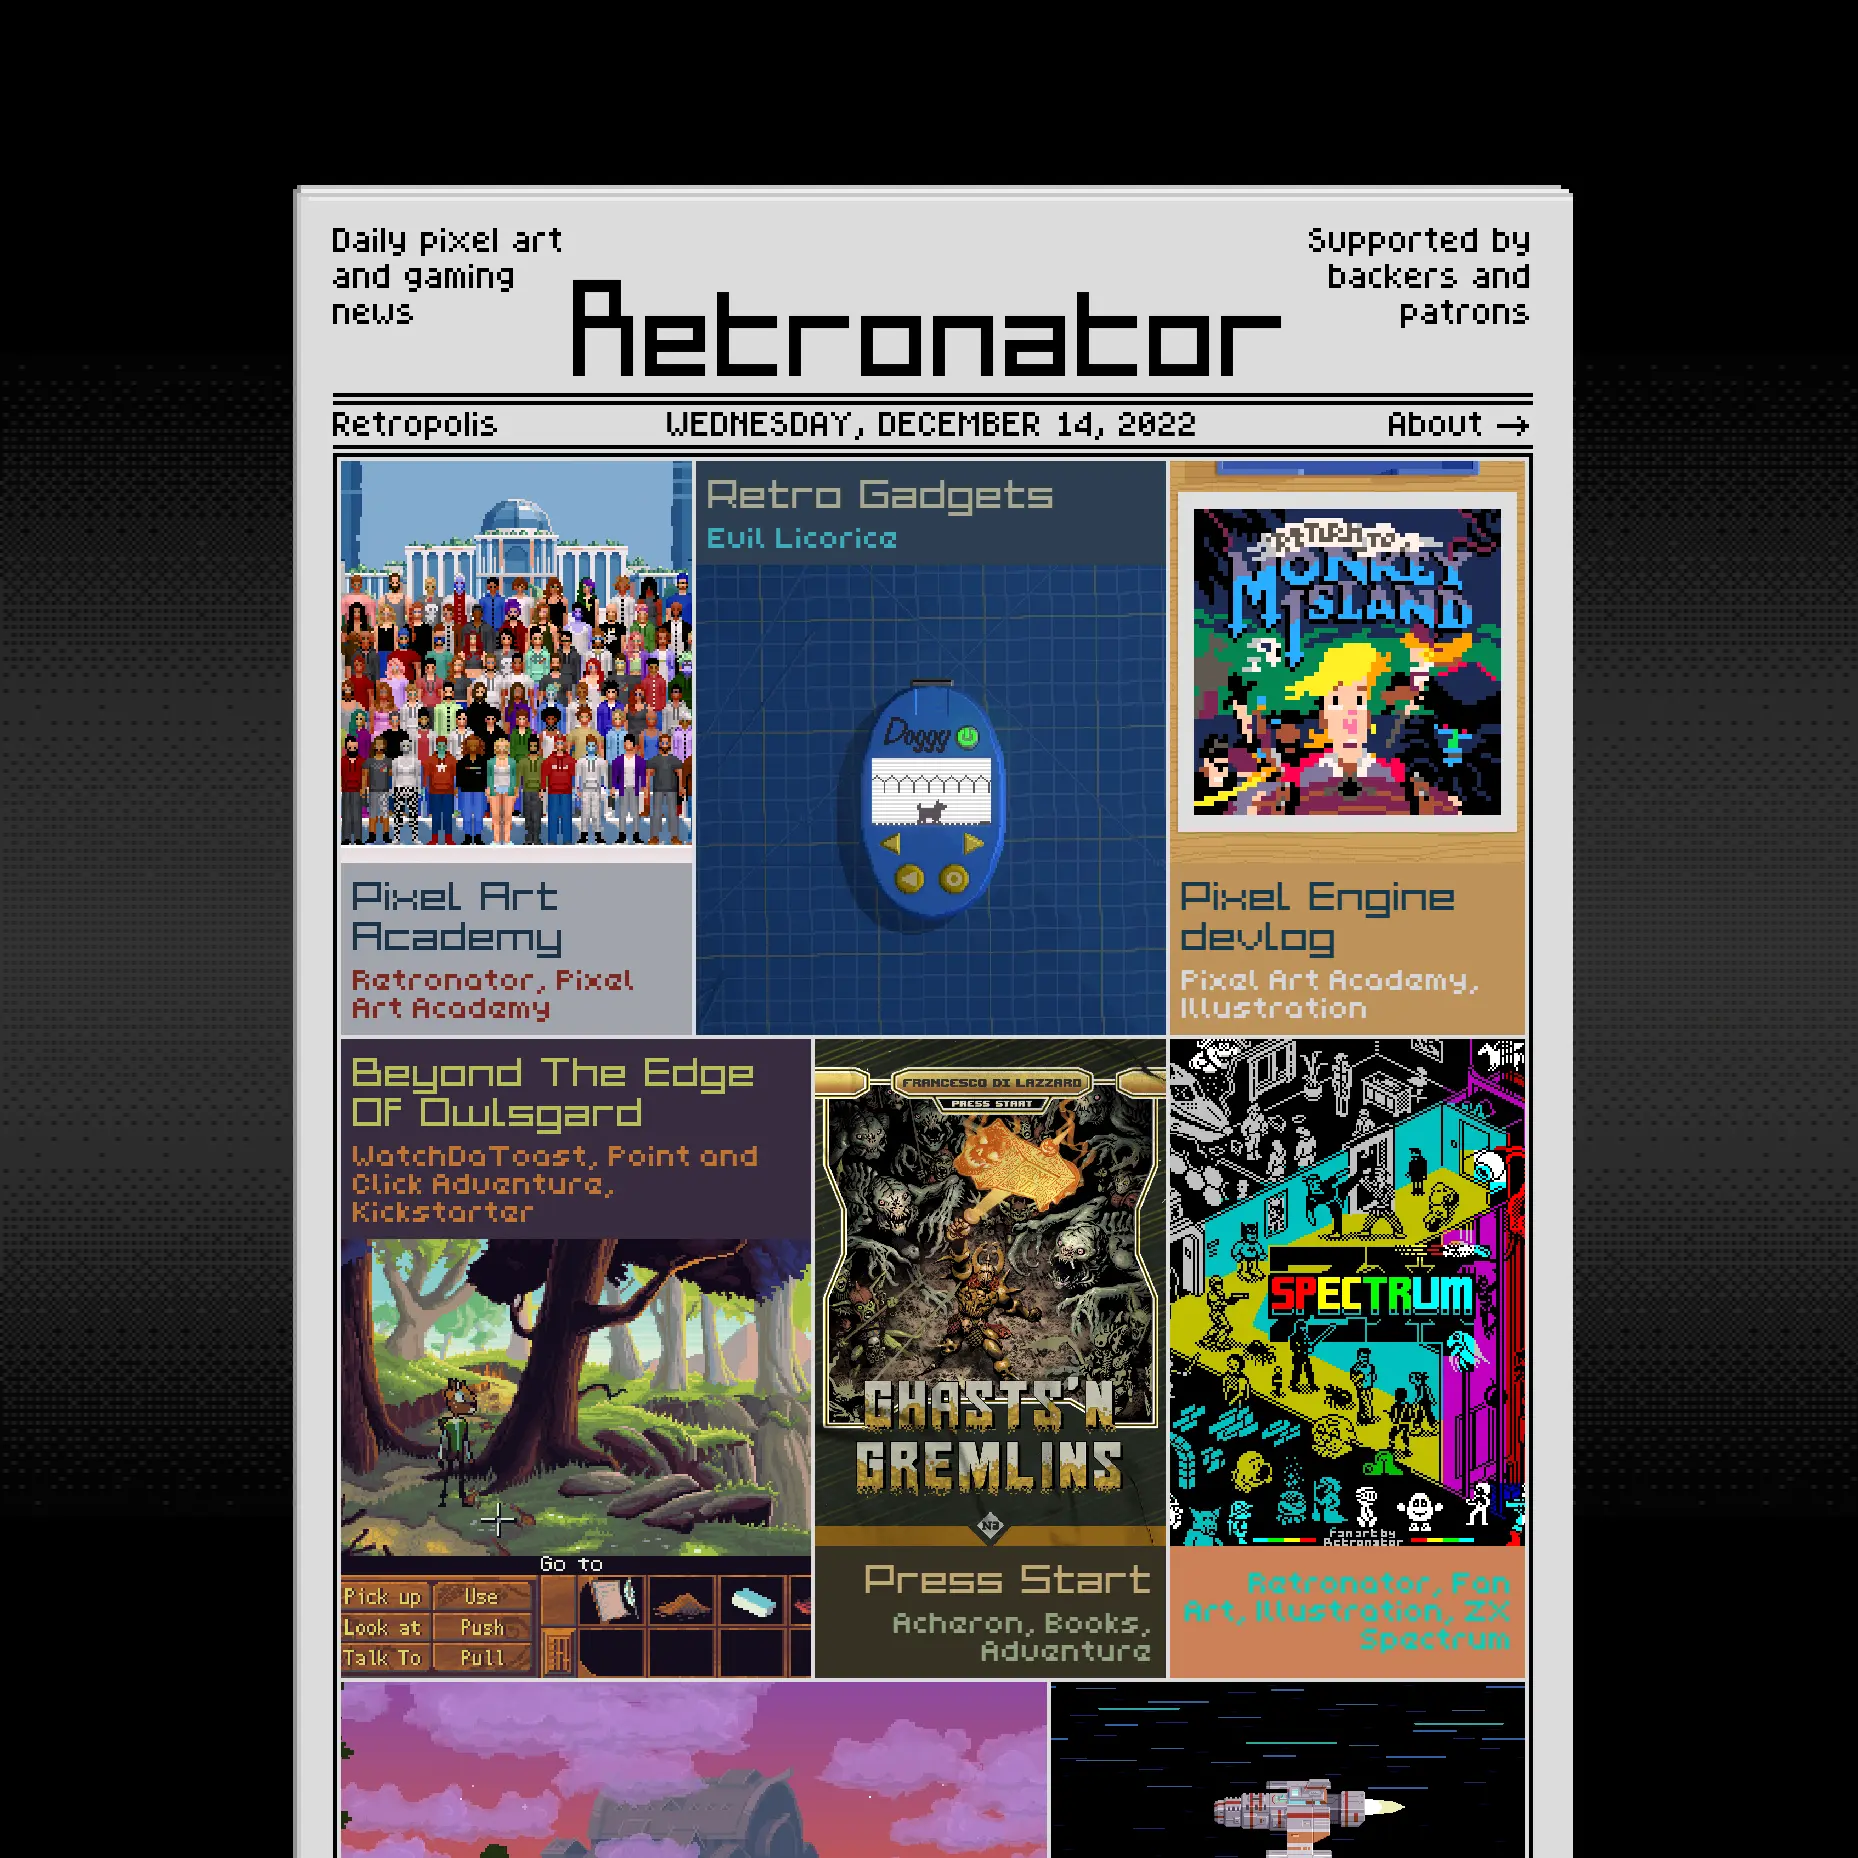 Daily pixel art
and gaming
news
Retronator
Supported by
backers and
patrons
Retropolis
WEDNESDAY, DECEMBER 14, 2022
About →
Pixel Art
Academy
Retronator, Pixel
Art Academy
Retro Gadgets
Evil Licorice
Doggy
RETURN TO
MONKEY
ISLAND
Pixel Engine
devlog
Pixel Art Academy,
Illustration
Beyond The Edge
Of Owlsgard
WatchDaToast, Point and
Click Adventure,
Kickstarter
Go to
Pick up
Use
Look at
Push
Talk To
Pull
FRANCESCO DI LAZZARO
PRESS START
GHASTS'N
GREMLINS
Press Start
Acheron, Books,
Adventure
SPECTRUM
fanart by
Retronator
Retronator, Fan
Art, Illustration, ZX
Spectrum